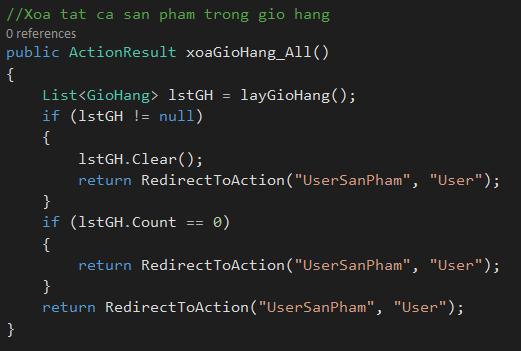 //Xoa tat ca san pham trong gio hang
0 references
public ActionResult xoaGioHang_All()
{
    List<GioHang> lstGH = layGioHang();
    if (lstGH != null)
    {
        lstGH.Clear();
        return RedirectToAction("UserSanPham", "User");
    }
    if (lstGH.Count == 0)
    {
        return RedirectToAction("UserSanPham", "User");
    }
    return RedirectToAction("UserSanPham", "User");
}